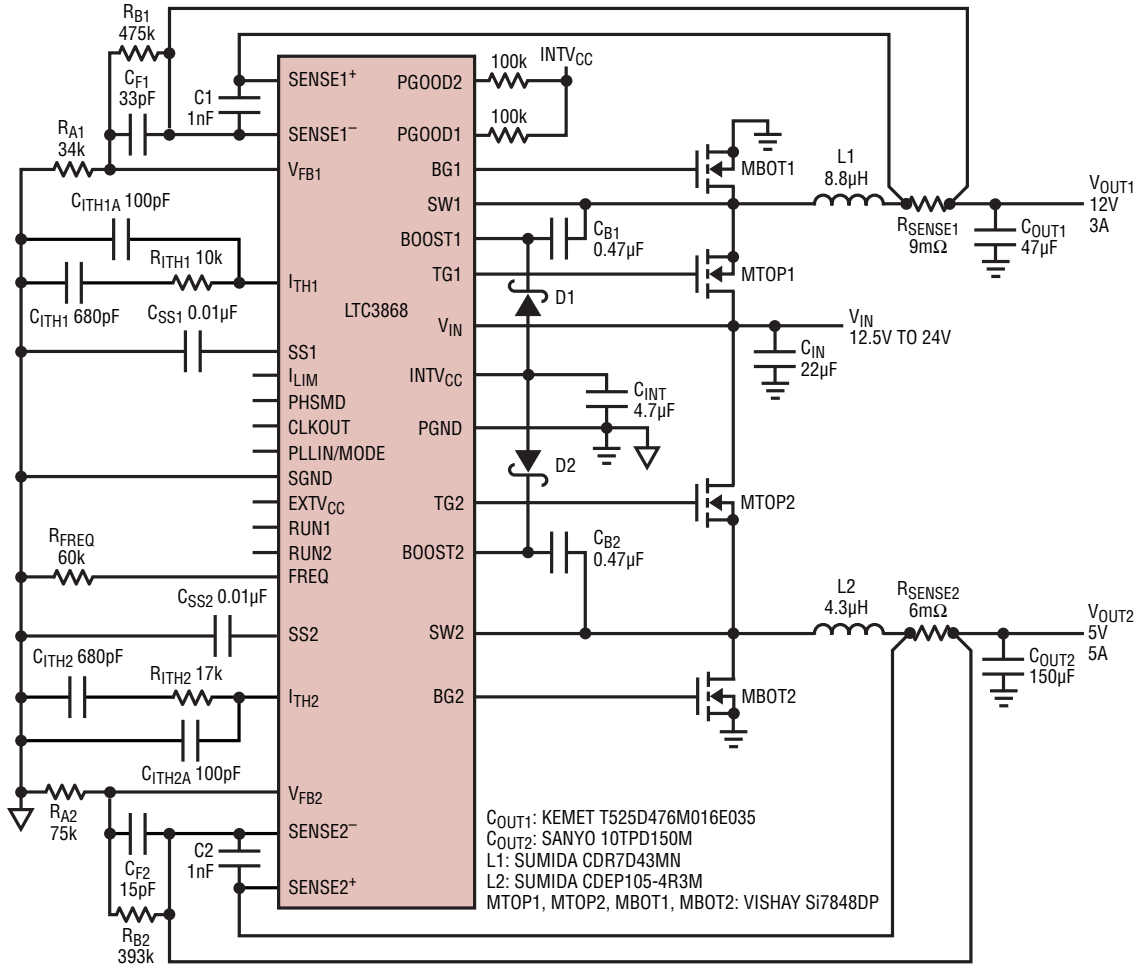 RB1
475k
CF1
33pF
RA1
34k
C1
1nF
CITH1A 100pF
RITH1 10k
CITH1 680pF
CSS1 0.01µF
RFREQ
60k
CSS2 0.01µF
CITH2 680pF
RITH2 17k
CITH2A 100pF
RA2
75k
CF2
15pF
C2
1nF
RB2
393k
SENSE1+
SENSE1–
VFB1
ITH1
SS1
ILIM
PHSMD
CLKOUT
PLLIN/MODE
SGND
EXTVCC
RUN1
RUN2
FREQ
SS2
ITH2
VFB2
SENSE2–
SENSE2+
LTC3868
PGOOD2
PGOOD1
BG1
SW1
BOOST1
TG1
VIN
INTVCC
PGND
TG2
BOOST2
SW2
BG2
100k
INTVCC
100k
MBOT1
L1
8.8µH
RSENSE1
9mΩ
VOUT1
12V
3A
COUT1
47µF
CB1
0.47µF
MTOP1
D1
VIN
12.5V TO 24V
CIN
22µF
CINT
4.7µF
D2
MTOP2
CB2
0.47µF
L2
4.3µH
RSENSE2
6mΩ
VOUT2
5V
5A
COUT2
150µF
MBOT2
COUT1: KEMET T525D476M016E035
COUT2: SANYO 10TPD150M
L1: SUMIDA CDR7D43MN
L2: SUMIDA CDEP105-4R3M
MTOP1, MTOP2, MBOT1, MBOT2: VISHAY Si7848DP